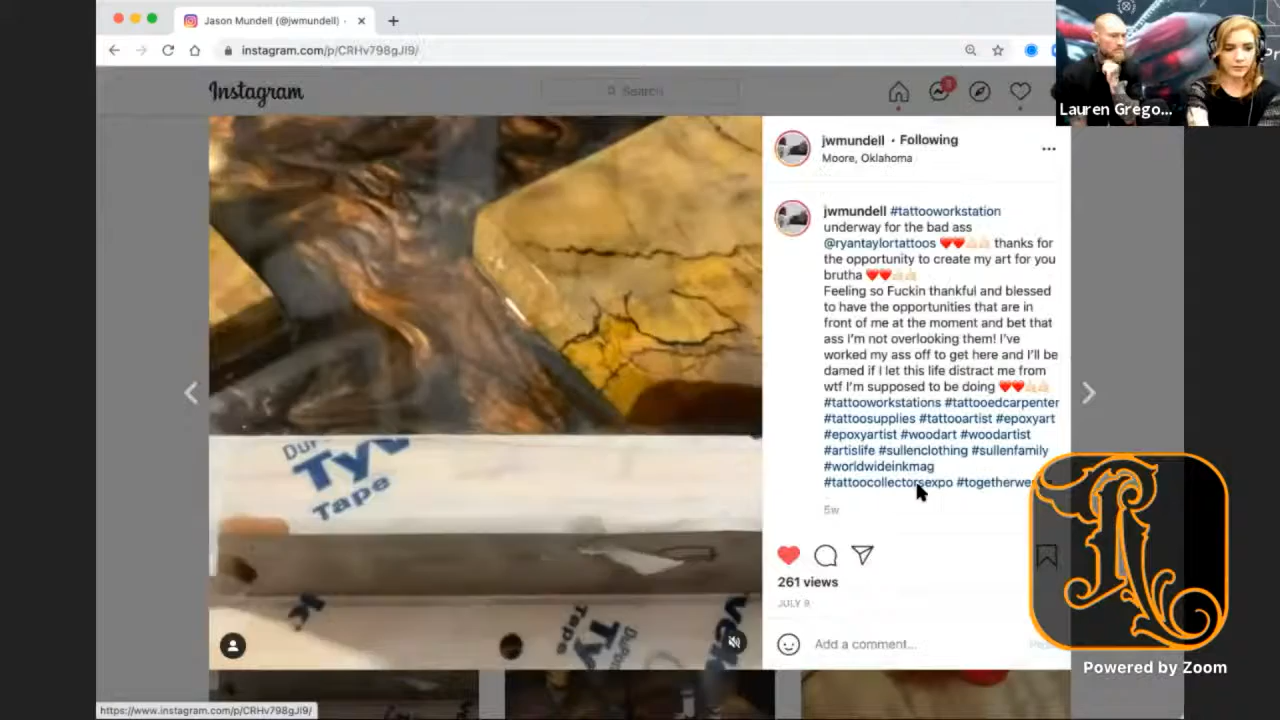 Jason Mundell (@jwmundell) ·
instagram.com/p/CRHv798gJI9/
Lauren Grego...
Instagram
Search
jwmundell · Following
Moore, Oklahoma
jwmundell #tattooworkstation
underway for the bad ass
@ryantaylortattoos ❤️❤️👍🏻👍🏻 thanks for
the opportunity to create my art for you
brutha ❤️❤️👍🏻👍🏻
Feeling so Fuckin thankful and blessed
to have the opportunities that are in
front of me at the moment and bet that
ass I'm not overlooking them! I've
worked my ass off to get here and I'll be
damed if I let this life distract me from
wtf I'm supposed to be doing ❤️❤️👍🏻👍🏻
#tattooworkstations #tattooedcarpenter
#tattoosupplies #tattooartist #epoxyart
#epoxyartist #woodart #woodartist
#artislife #sullenclothing #sullenfamily
#worldwideinkmag
#tattoocollectorsexpo
5w
Tape
261 views
JULY 9
Add a comment...
Powered by Zoom
https://www.instagram.com/p/CRHv798gJI9/